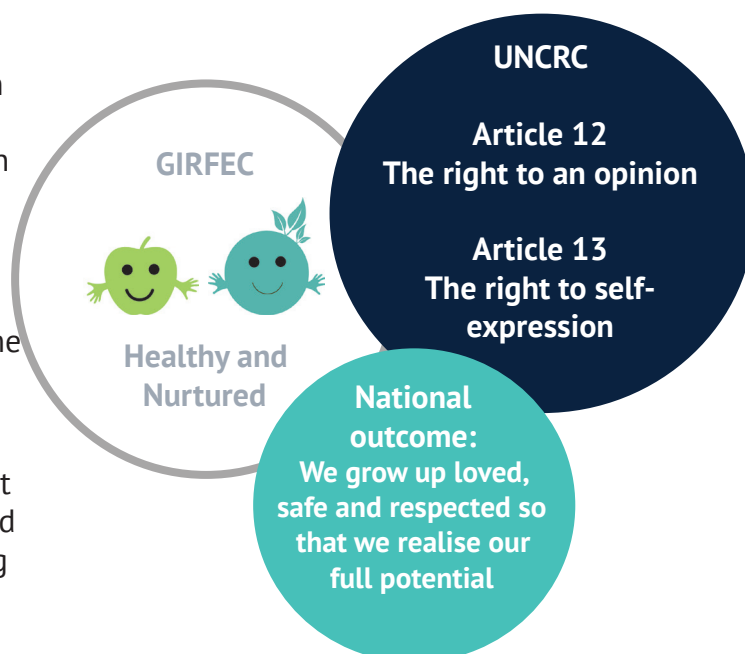 GIRFEC
Healthy and
Nurtured
UNCRC
Article 12
The right to an opinion
Article 13
The right to self-
expression
National
outcome:
We grow up loved,
safe and respected so
that we realise our
full potential